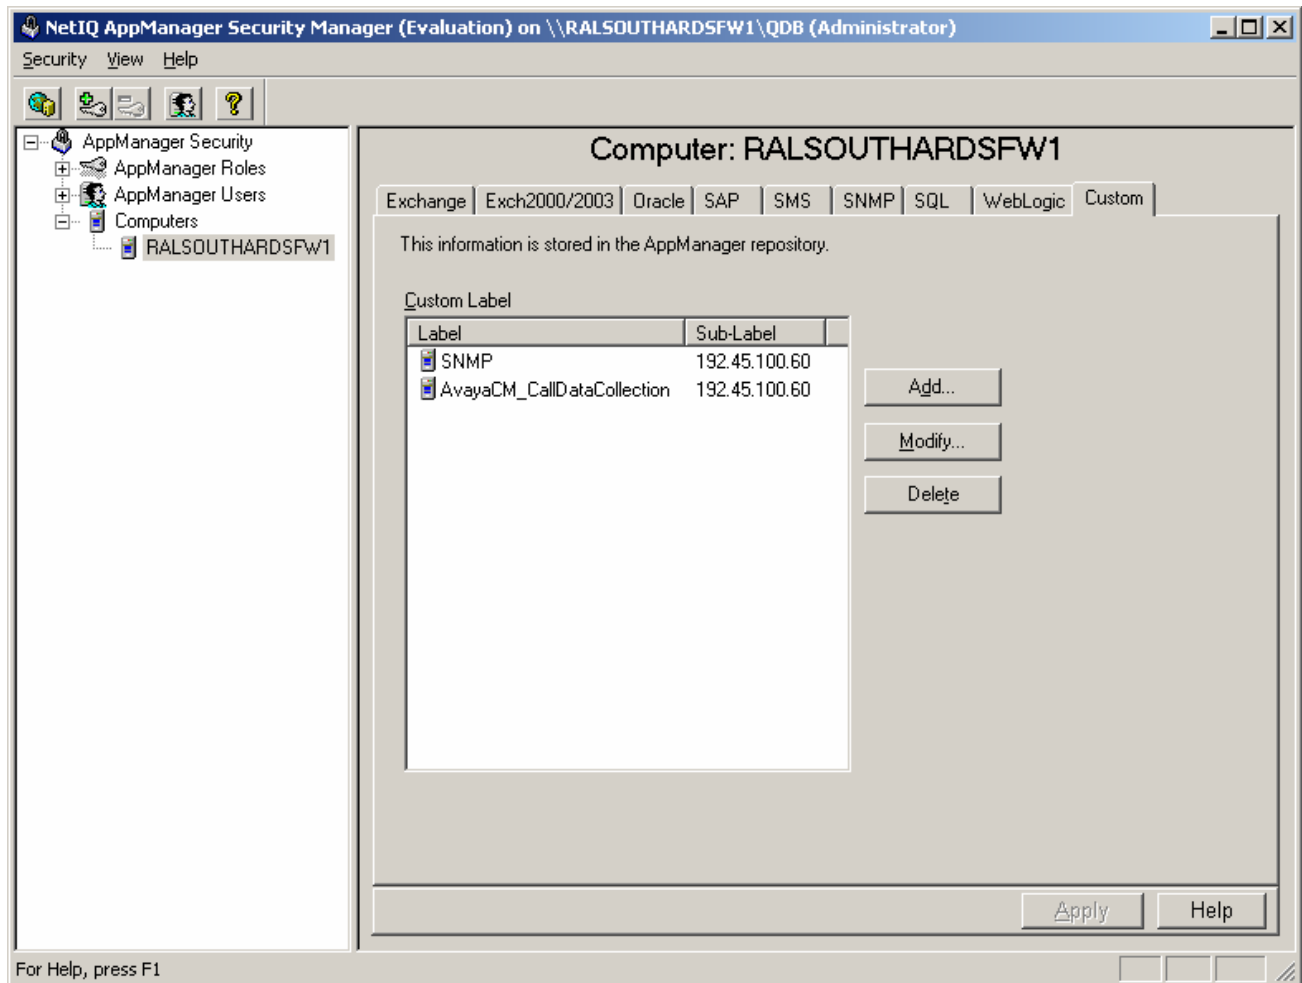 NetIQ AppManager Security Manager (Evaluation) on \\RALSOUTHARDSFW1\QDB (Administrator)
Security View Help
AppManager Security
AppManager Roles
AppManager Users
Computers
RALSOUTHARDSFW1
Computer: RALSOUTHARDSFW1
Exchange Exch2000/2003 Oracle SAP SMS SNMP SQL WebLogic Custom
This information is stored in the AppManager repository.
Custom Label
Label Sub-Label
SNMP 192.45.100.60
AvayaCM_CallDataCollection 192.45.100.60
Add...
Modify...
Delete
Apply Help
For Help, press F1